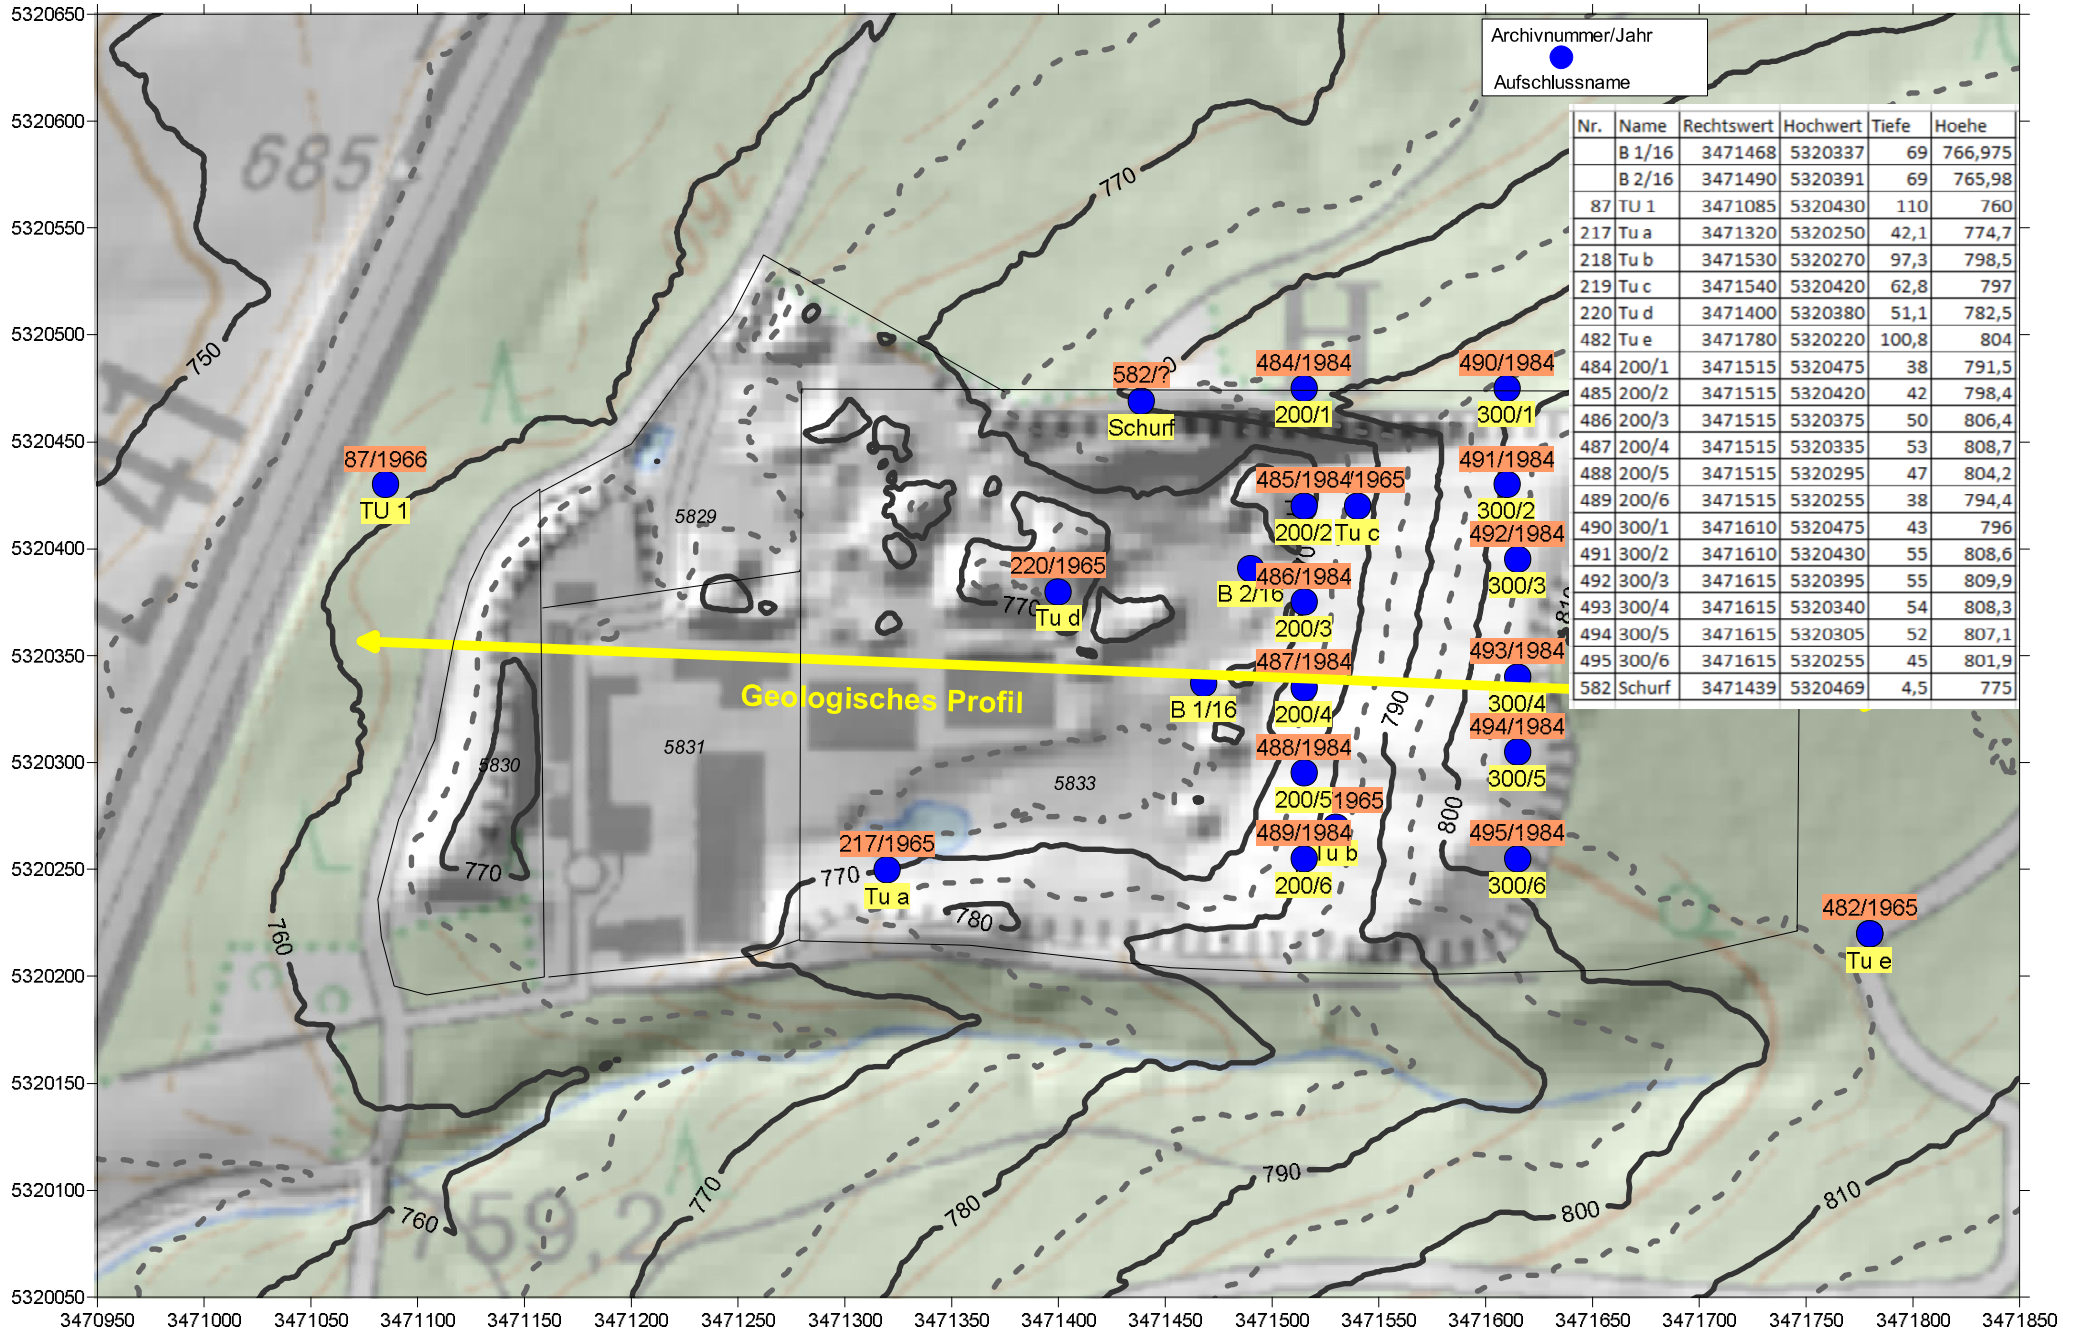 5320650
5320600
5320550
5320500
5320450
5320400
5320350
5320300
5320250
5320200
5320150
5320100
5320050
3470950 3471000 3471050 3471100 3471150 3471200 3471250 3471300 3471350 3471400 3471450 3471500 3471550 3471600 3471650 3471700 3471750 3471800 3471850
Archivnummer/Jahr
Aufschlussname
Nr. Name Rechtswert Hochwert Tiefe Hoehe
B 1/16 3471468 5320337 69 766,975
B 2/16 3471490 5320391 69 765,98
87 TU 1 3471085 5320430 110 760
217 Tu a 3471320 5320250 42,1 774,7
218 Tu b 3471530 5320270 97,3 798,5
219 Tu c 3471540 5320420 62,8 797
220 Tu d 3471400 5320380 51,1 782,5
482 Tu e 3471780 5320220 100,8 804
484 200/1 3471515 5320475 38 791,5
485 200/2 3471515 5320420 42 798,4
486 200/3 3471515 5320375 50 806,4
487 200/4 3471515 5320335 53 808,7
488 200/5 3471515 5320295 47 804,2
489 200/6 3471515 5320255 38 794,4
490 300/1 3471610 5320475 43 796
491 300/2 3471610 5320430 55 808,6
492 300/3 3471615 5320395 55 809,9
493 300/4 3471615 5320340 54 808,3
494 300/5 3471615 5320305 52 807,1
495 300/6 3471615 5320255 45 801,9
582 Schurf 3471439 5320469 4,5 775
685
760
770
H
750
582/?
Schurf
484/1984
200/1
490/1984
300/1
87/1966
TU 1
485/1984
/1965
200/2
Tu c
491/1984
300/2
5829
492/1984
300/3
220/1965
770
Tu d
B 2/16
486/1984
200/3
810
Geologisches Profil
487/1984
200/4
B 1/16
790
493/1984
300/4
494/1984
300/5
5830
5831
5833
488/1984
200/5
1965
Tu b
489/1984
200/6
800
495/1984
300/6
217/1965
Tu a
770
770
780
760
482/1965
Tu e
759,2
760
770
780
790
800
810